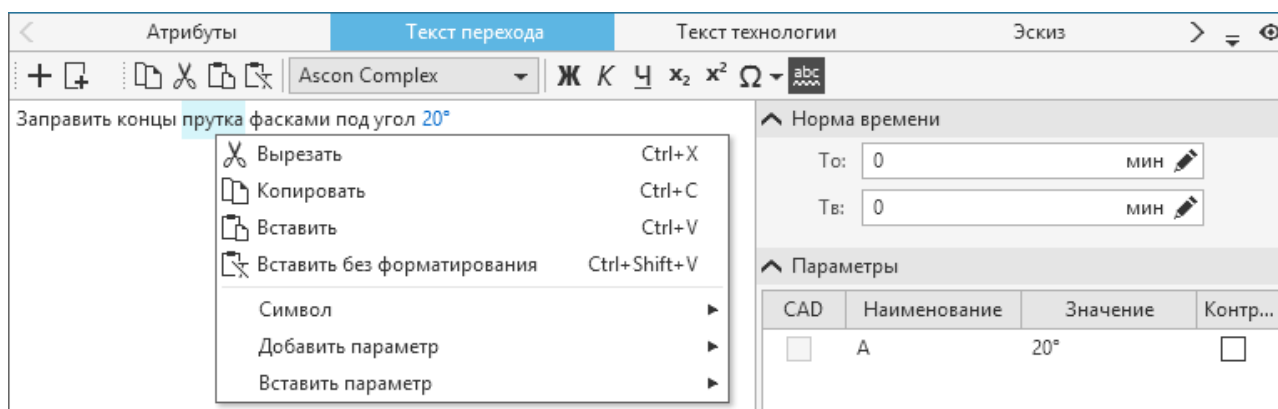 Атрибуты Текст перехода Текст технологии Эскиз
Ascon Complex Ж К Ч x₂ x² Ω abc
Заправить концы прутка фасками под угол 20°
Вырезать Ctrl+X
Копировать Ctrl+C
Вставить Ctrl+V
Вставить без форматирования Ctrl+Shift+V
Символ
Добавить параметр
Вставить параметр
Норма времени
То: 0 мин
Тв: 0 мин
Параметры
CAD Наименование Значение Контр...
A 20°